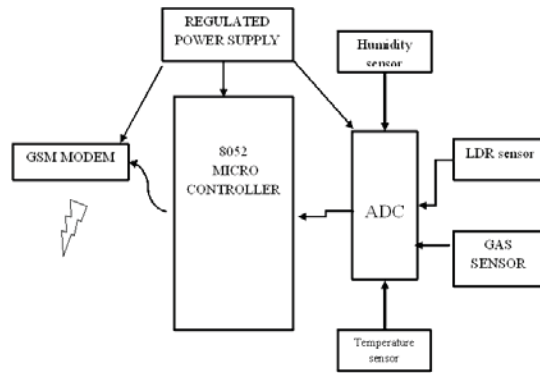 REGULATED
POWER SUPPLY
Humidity
sensor
GSM MODEM
8052
MICRO
CONTROLLER
ADC
LDR sensor
GAS
SENSOR
Temperature
sensor